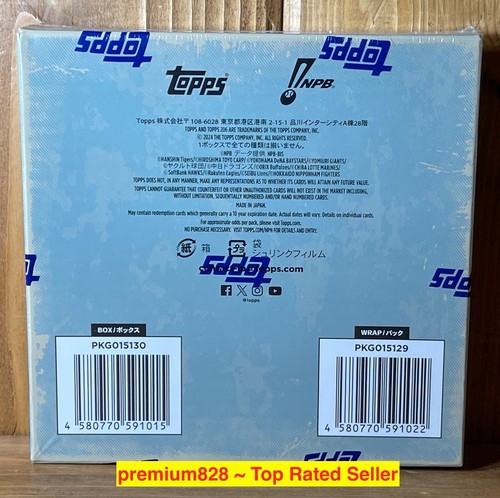 topps
topps
topps
NPB
Topps 株式会社〒108-6028 東京都港区港南 2-15-1 品川インターシティA棟28階
TOPPS AND TOPPS 206 ARE TRADEMARKS OF THE TOPPS COMPANY, INC.
© 2024 THE TOPPS COMPANY, INC.
1ボックスで全ての種類は揃いません。
©NPB データ提供 NPB-BIS
©HANSHIN Tigers/©HIROSHIMA TOYO CARP/©YOKOHAMA DeNA BAYSTARS/©YOMIURI GIANTS/
©ヤクルト球団/©中日ドラゴンズ/©ORIX Buffaloes/©CHIBA LOTTE MARINES/
©SoftBank HAWKS/©Rakuten Eagles/©SEIBU Lions/©HOKKAIDO NIPPONHAM FIGHTERS
TOPPS DOES NOT, IN ANY MANNER, MAKE ANY REPRESENTATIONS AS TO WHETHER ITS CARDS WILL ATTAIN ANY FUTURE VALUE.
TOPPS CANNOT GUARANTEE THAT COUNTERFEIT OR OTHER UNAUTHORIZED CARDS WILL NOT EXIST IN THE MARKET, INCLUDING,
WITHOUT LIMITATION, SEQUENTIALLY NUMBERED AND/OR HAND NUMBERED CARDS.
MADE IN JAPAN.
May contain redemption cards which generally carry a 10 year expiration date. Actual dates will vary. Void if outdated.
For approximate odds per pack, please visit Topps.com.
NO PURCHASE NECESSARY. VISIT TOPPS.COM/NPN FOR DETAILS AND ENTRY.
紙 箱
プラ 袋
シュリンクフィルム
topps
topps.com
topps
@topps
topps
BOX/ボックス
PKG015130
4 580770 591015
WRAP/パック
PKG015129
4 580770 591022
topps
premium828 ~ Top Rated Seller